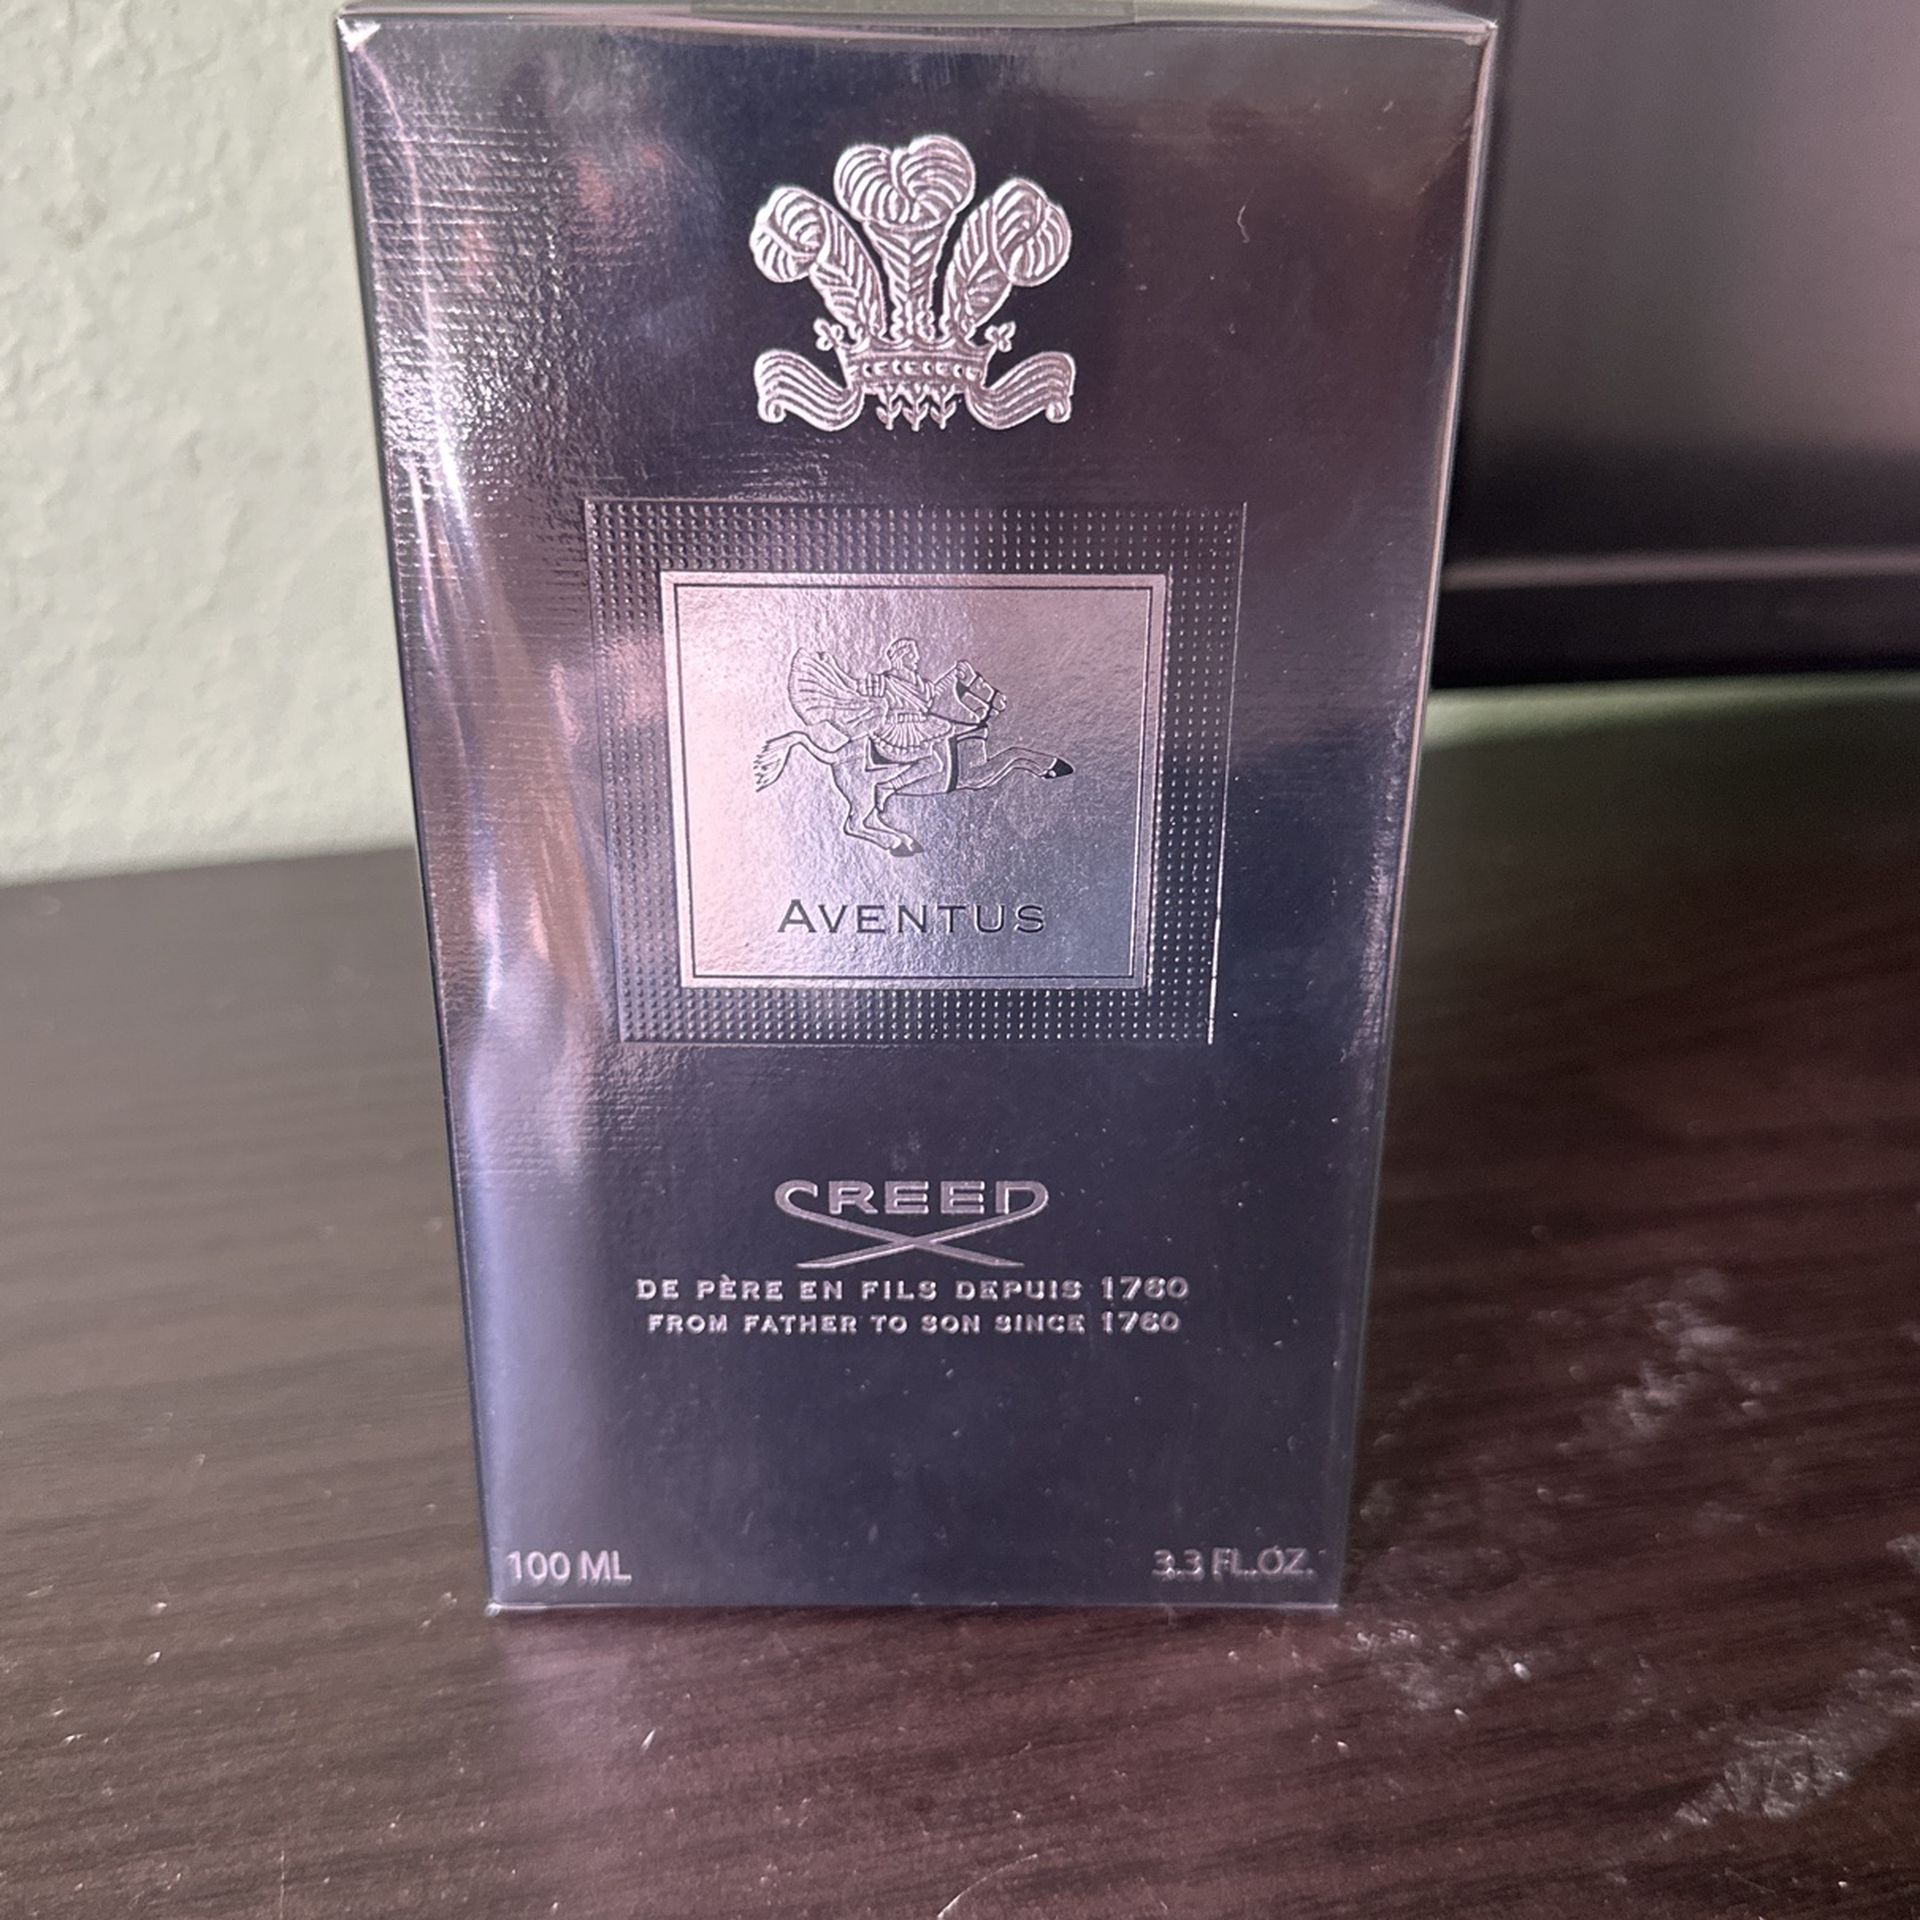 AVENTUS
CREED
DE PÈRE EN FILS DEPUIS 1760
FROM FATHER TO SON SINCE 1760
100 ML
3.3 FL.OZ.